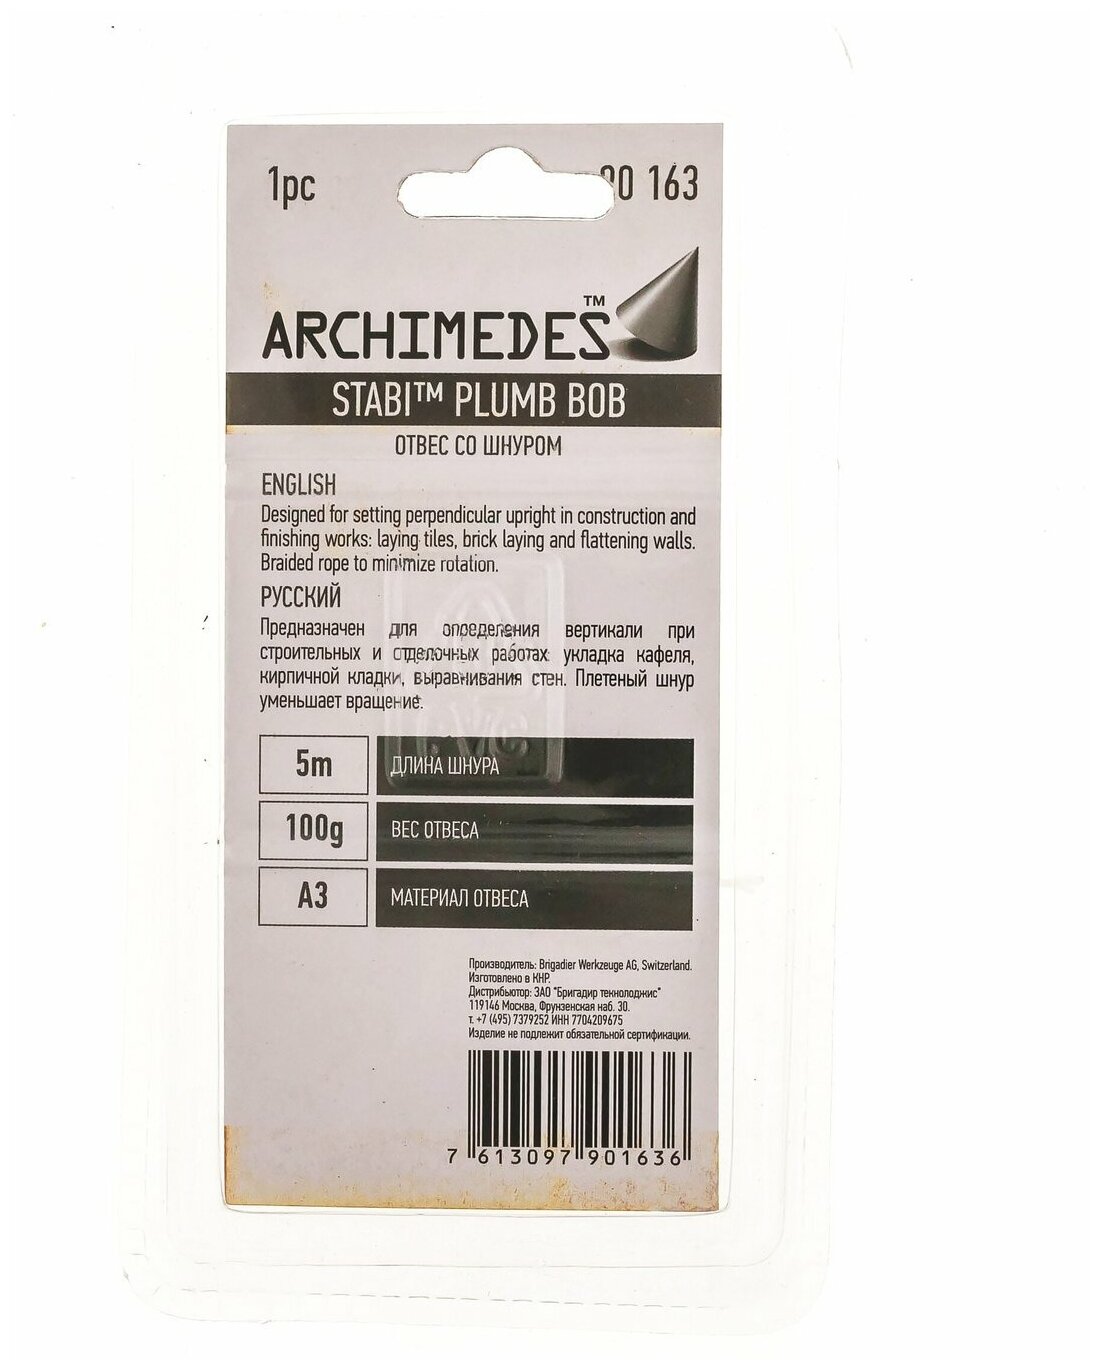 1pc 90 163
ARCHIMEDES™
STABI™ PLUMB BOB
ОТВЕС СО ШНУРОМ
ENGLISH
Designed for setting perpendicular upright in construction and
finishing works: laying tiles, brick laying and flattening walls.
Braided rope to minimize rotation.
РУССКИЙ
Предназначен для определения вертикали при
строительных и отделочных работах укладка кафеля,
кирпичной кладки, выравнивания стен. Плетеный шнур
уменьшает вращение.
5m ДЛИНА ШНУРА
100g ВЕС ОТВЕСА
A3 МАТЕРИАЛ ОТВЕСА
Производитель: Brigadier Werkzeuge AG, Switzerland.
Изготовлено в КНР.
Дистрибьютор: ЗАО "Бригадир технолоджис"
119146 Москва, Фрунзенская наб. 30.
т. +7 (495) 7379252 ИНН 7704209675
Изделие не подлежит обязательной сертификации.
7 613097 901636